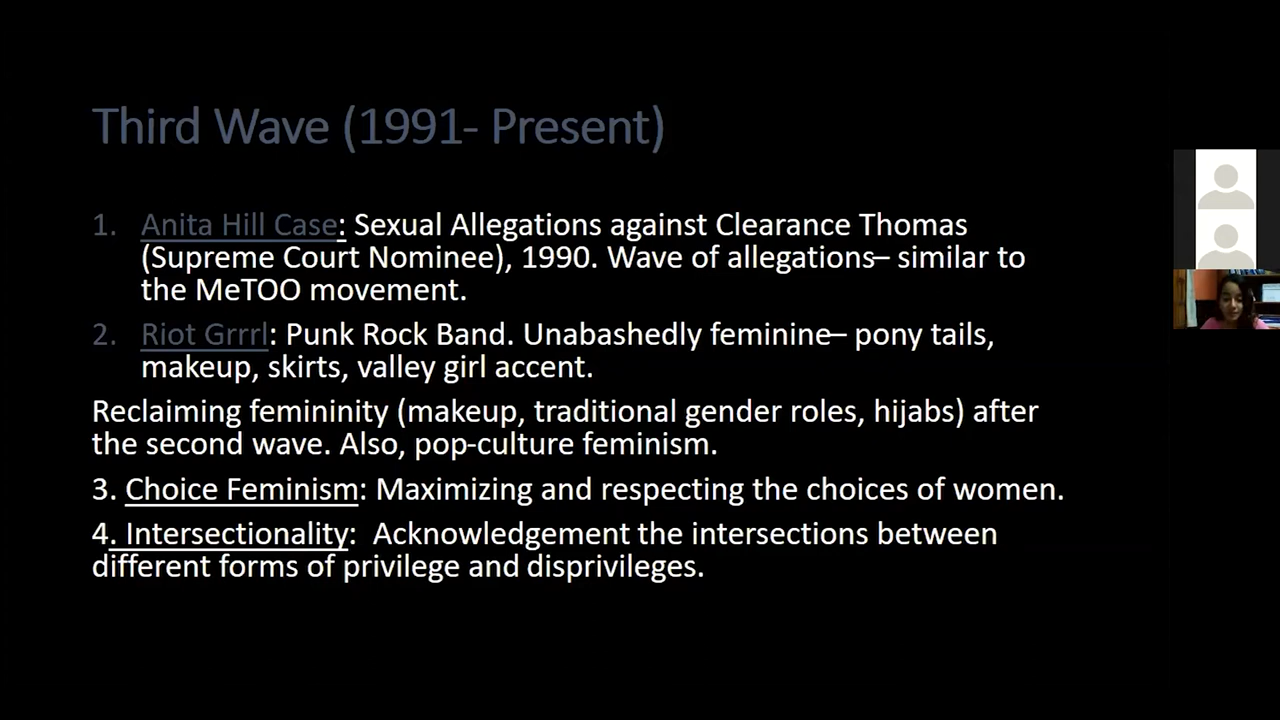 Third Wave (1991- Present)
1. Anita Hill Case: Sexual Allegations against Clearance Thomas
(Supreme Court Nominee), 1990. Wave of allegations– similar to
the MeTOO movement.
2. Riot Grrrl: Punk Rock Band. Unabashedly feminine– pony tails,
makeup, skirts, valley girl accent.
Reclaiming femininity (makeup, traditional gender roles, hijabs) after
the second wave. Also, pop-culture feminism.
3. Choice Feminism: Maximizing and respecting the choices of women.
4. Intersectionality:  Acknowledgement the intersections between
different forms of privilege and disprivileges.